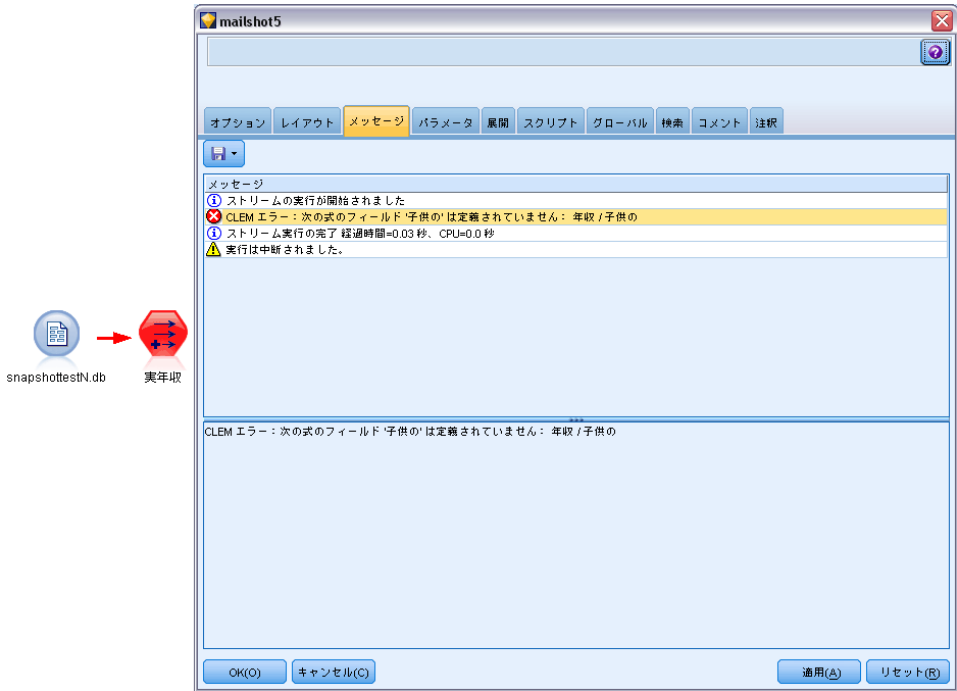 mailshot5
オプション レイアウト メッセージ パラメータ 展開 スクリプト グローバル 検索 コメント 注釈
メッセージ
ストリームの実行が開始されました
CLEM エラー：次の式のフィールド '子供の' は定義されていません： 年収 / 子供の
ストリーム実行の完了 経過時間=0.03 秒、 CPU=0.0 秒
実行は中断されました。
snapshottestN.db
実年収
CLEM エラー：次の式のフィールド '子供の' は定義されていません： 年収 / 子供の
OK(O) キャンセル(C) 適用(A) リセット(R)